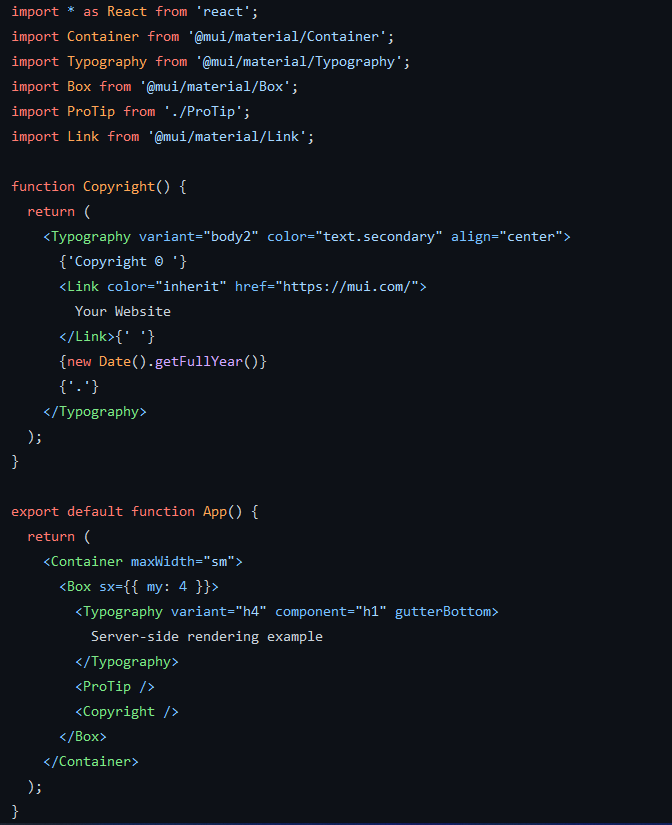 import * as React from 'react';
import Container from '@mui/material/Container';
import Typography from '@mui/material/Typography';
import Box from '@mui/material/Box';
import ProTip from './ProTip';
import Link from '@mui/material/Link';

function Copyright() {
  return (
    <Typography variant="body2" color="text.secondary" align="center">
      {'Copyright © '}
      <Link color="inherit" href="https://mui.com/">
        Your Website
      </Link>{' '}
      {new Date().getFullYear()}
      {'.'}
    </Typography>
  );
}

export default function App() {
  return (
    <Container maxWidth="sm">
      <Box sx={{ my: 4 }}>
        <Typography variant="h4" component="h1" gutterBottom>
          Server-side rendering example
        </Typography>
        <ProTip />
        <Copyright />
      </Box>
    </Container>
  );
}